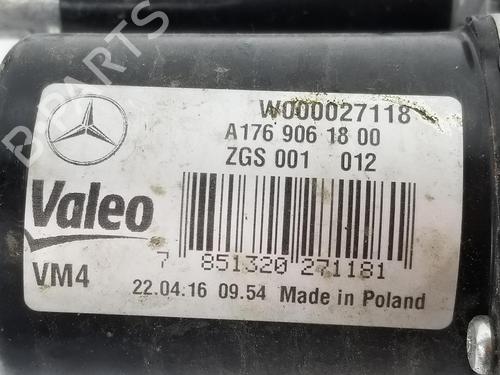 B-PARTS
W000027118
A176 906 18 00
ZGS 001 012
Valeo
7 851320 271181
VM4
22.04.16 09.54 Made in Poland